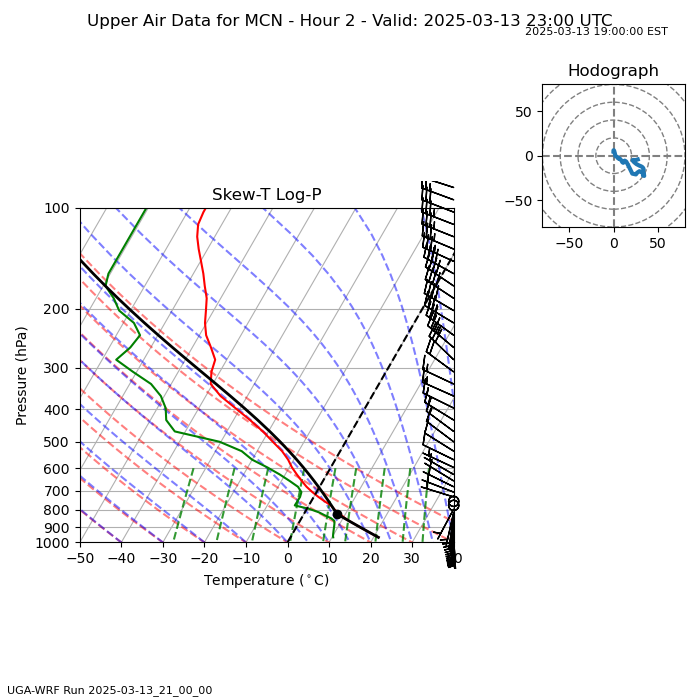 Upper Air Data for MCN - Hour 2 - Valid: 2025-03-13 23:00 UTC
2025-03-13 19:00:00 EST
Hodograph
50
0
−50
−50 0 50
Skew-T Log-P
100
200
300
400
500
600
700
800
900
1000
Pressure (hPa)
−50 −40 −30 −20 −10 0 10 20 30
Temperature (°C)
UGA-WRF Run 2025-03-13_21_00_00